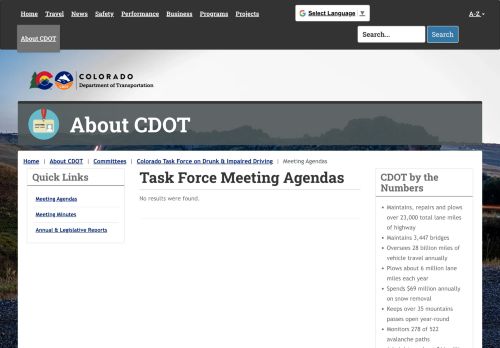 Home Travel News Safety Performance Business Programs Projects
Select Language ▼
A-Z
About CDOT
Search...
Search
COLORADO
Department of Transportation
About CDOT
Home | About CDOT | Committees | Colorado Task Force on Drunk & Impaired Driving | Meeting Agendas
Quick Links
Meeting Agendas
Meeting Minutes
Annual & Legislative Reports
Task Force Meeting Agendas
No results were found.
CDOT by the
Numbers
Maintains, repairs and plows
over 23,000 total lane miles
of highway
Maintains 3,447 bridges
Oversees 28 billion miles of
vehicle travel annually
Plows about 6 million lane
miles each year
Spends $69 million annually
on snow removal
Keeps over 35 mountains
passes open year-round
Monitors 278 of 522
avalanche paths